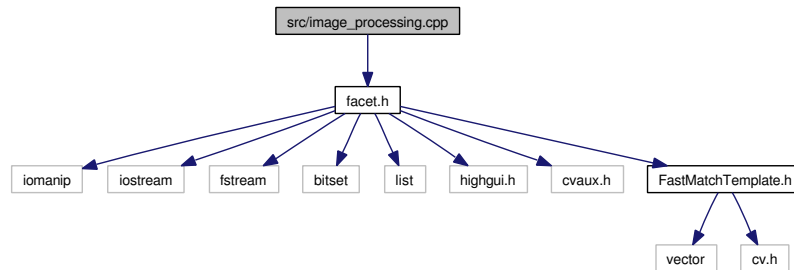 src/image_processing.cpp
facet.h
iomanip
iostream
fstream
bitset
list
highgui.h
cvaux.h
FastMatchTemplate.h
vector
cv.h